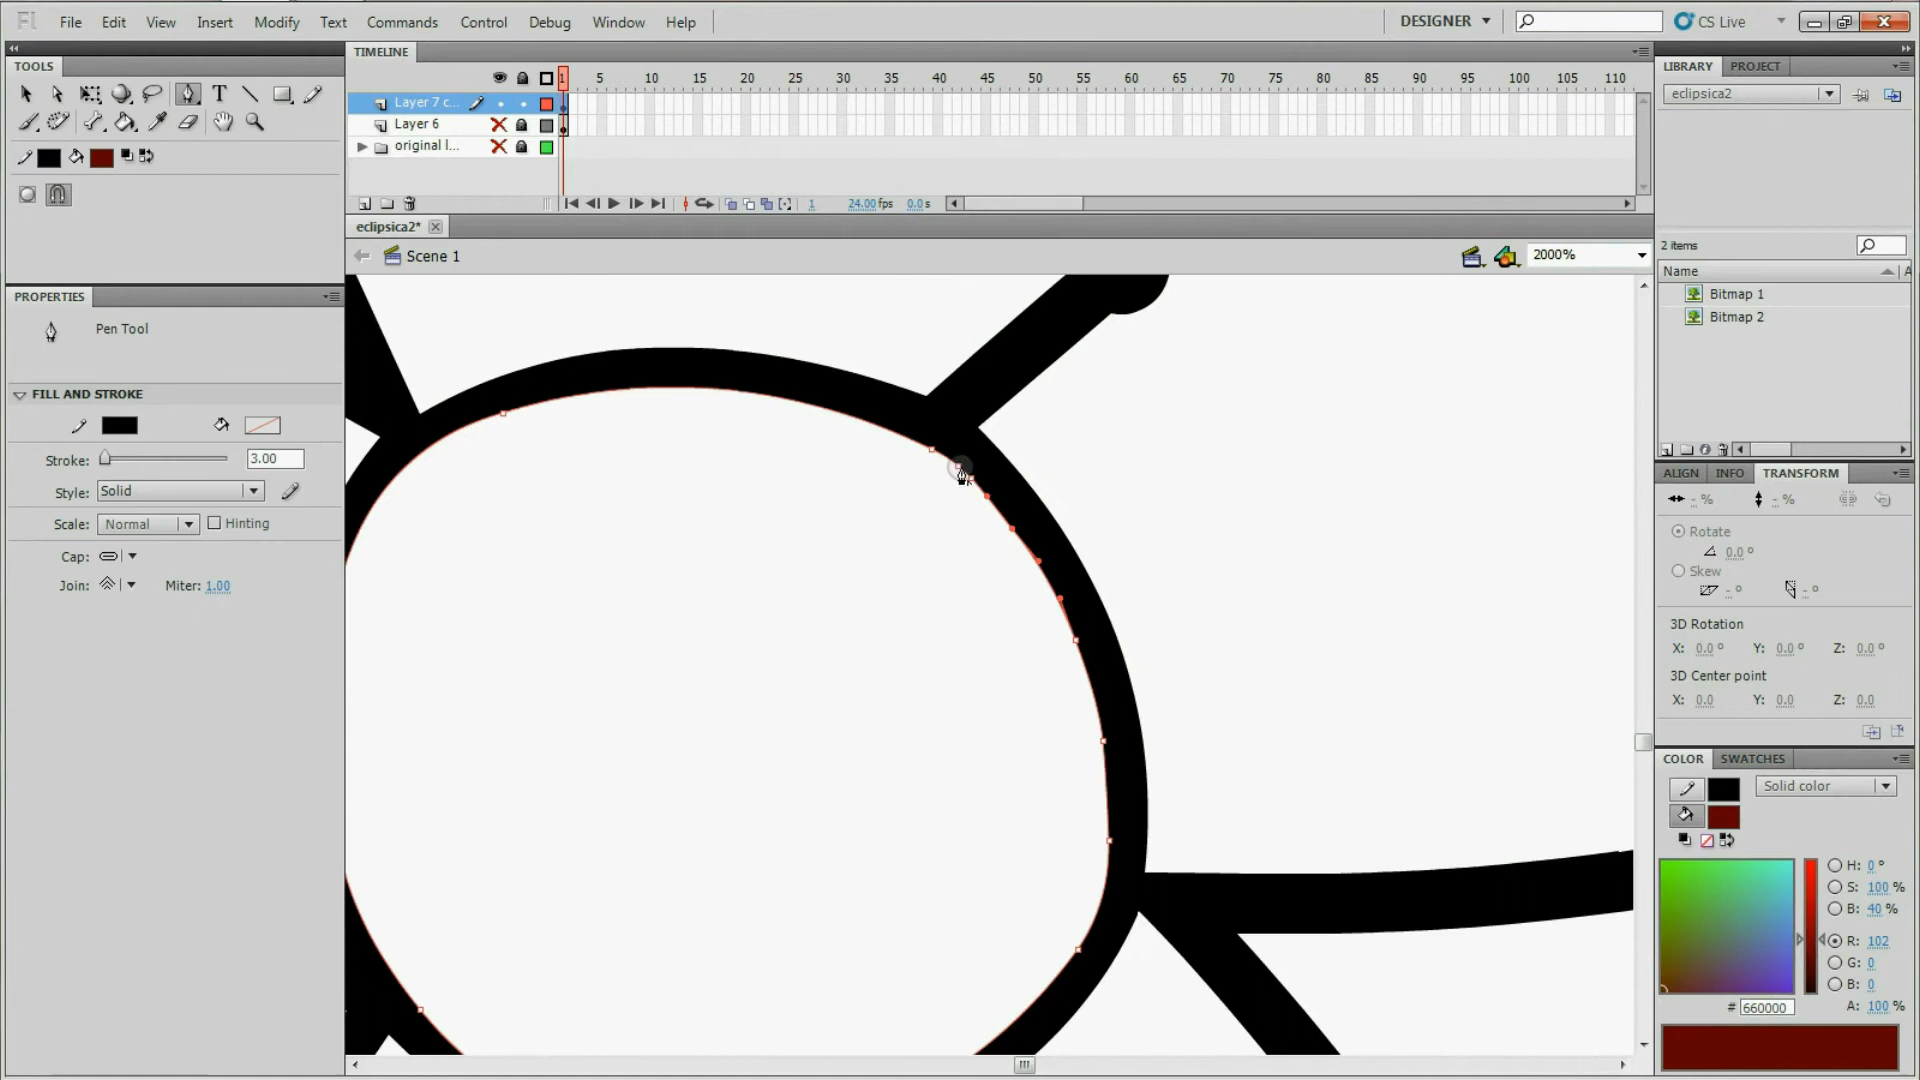 Fl File Edit View Insert Modify Text Commands Control Debug Window Help DESIGNER CS Live
TOOLS
TIMELINE
1 5 10 15 20 25 30 35 40 45 50 55 60 65 70 75 80 85 90 95 100 105 110
Layer 7 c...
Layer 6
original l...
1 24.00 fps 0.0 s
eclipsica2*
Scene 1
2000%
PROPERTIES
Pen Tool
FILL AND STROKE
Stroke: 3.00
Style: Solid
Scale: Normal Hinting
Cap:
Join: Miter: 1.00
LIBRARY PROJECT
eclipsica2
2 items
Name A
Bitmap 1
Bitmap 2
ALIGN INFO TRANSFORM
- % - %
Rotate
0.0 °
Skew
- ° - °
3D Rotation
X: 0.0 ° Y: 0.0 ° Z: 0.0 °
3D Center point
X: 0.0 Y: 0.0 Z: 0.0
COLOR SWATCHES
Solid color
H: 0 °
S: 100 %
B: 40 %
R: 102
G: 0
B: 0
# 660000 A: 100 %